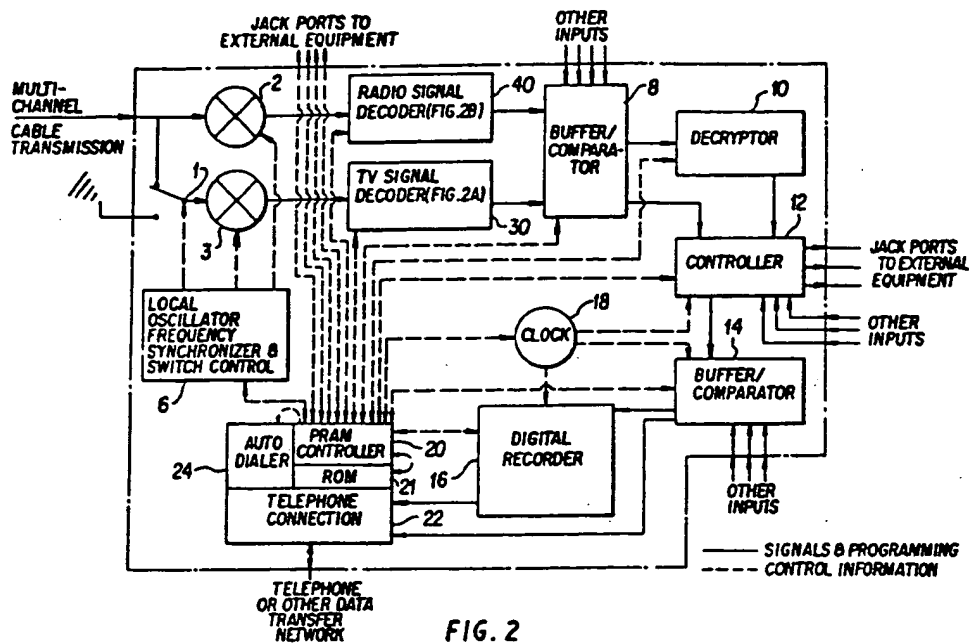 JACK PORTS TO
EXTERNAL EQUIPMENT
OTHER
INPUTS
MULTI-
CHANNEL
CABLE
TRANSMISSION
2
RADIO SIGNAL
DECODER(FIG.2B)
40
8
BUFFER/
COMPARA-
TOR
10
DECRYPTOR
1
3
TV SIGNAL
DECODER(FIG.2A)
30
12
CONTROLLER
JACK PORTS
TO EXTERNAL
EQUIPMENT
OTHER
INPUTS
LOCAL
OSCILLATOR
FREQUENCY
SYNCHRONIZER &
SWITCH CONTROL
6
18
CLOCK
14
BUFFER/
COMPARATOR
OTHER
INPUTS
24
AUTO
DIALER
PRAM
CONTROLLER
20
ROM
21
16
DIGITAL
RECORDER
TELEPHONE
CONNECTION
22
TELEPHONE
OR OTHER DATA
TRANSFER
NETWORK
SIGNALS & PROGRAMMING
CONTROL INFORMATION
FIG. 2